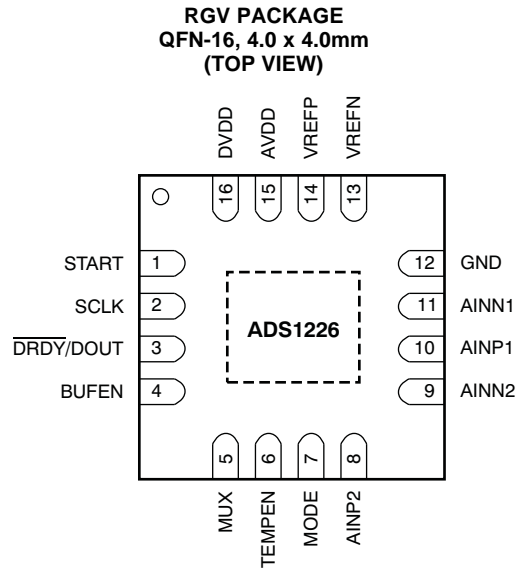 RGV PACKAGE
QFN-16, 4.0 x 4.0mm
(TOP VIEW)
DVDD AVDD VREFP VREFN
16 15 14 13
START 1 12 GND
SCLK 2 11 AINN1
DRDY/DOUT 3 10 AINP1
ADS1226
BUFEN 4 9 AINN2
5 6 7 8
MUX TEMPEN MODE AINP2